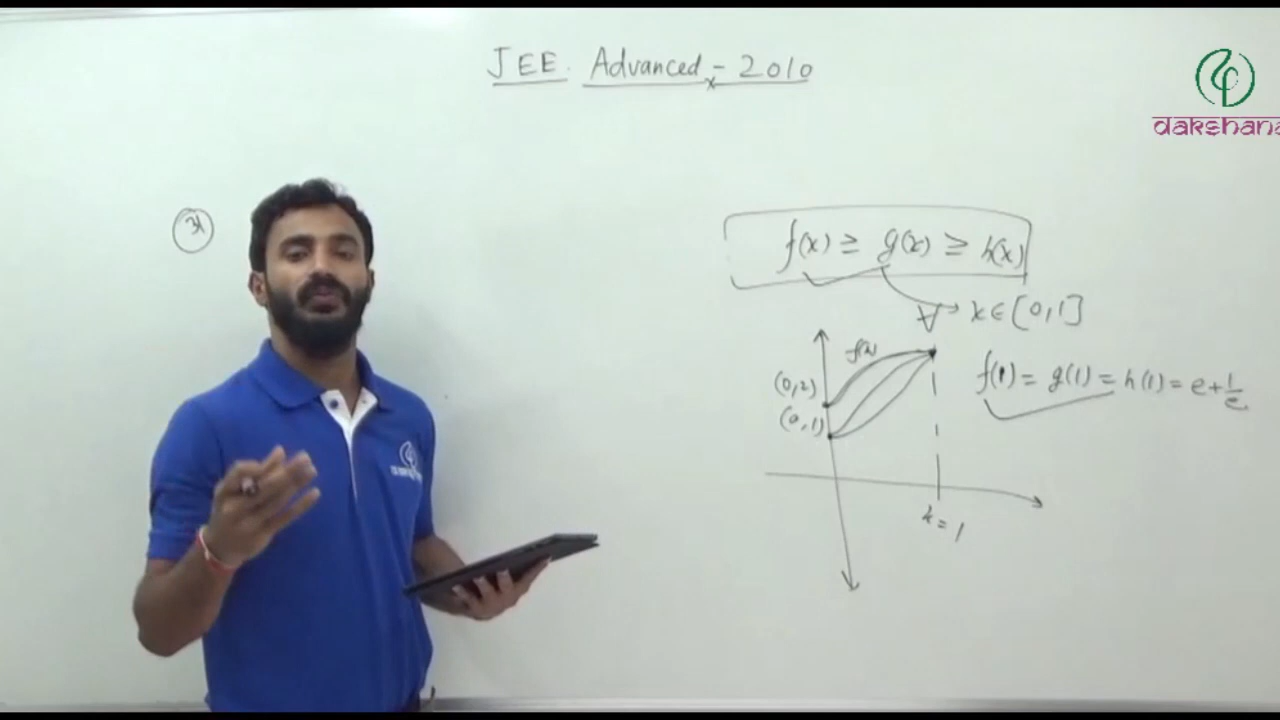 JEE. Advanced - 2010
dakshana
f(x) ≥ g(x) ≥ h(x)
∀ x ∈ [0,1]
f(x)
(0,2)
(0,1)
f(1) = g(1) = h(1) = e + 1/e
x = 1